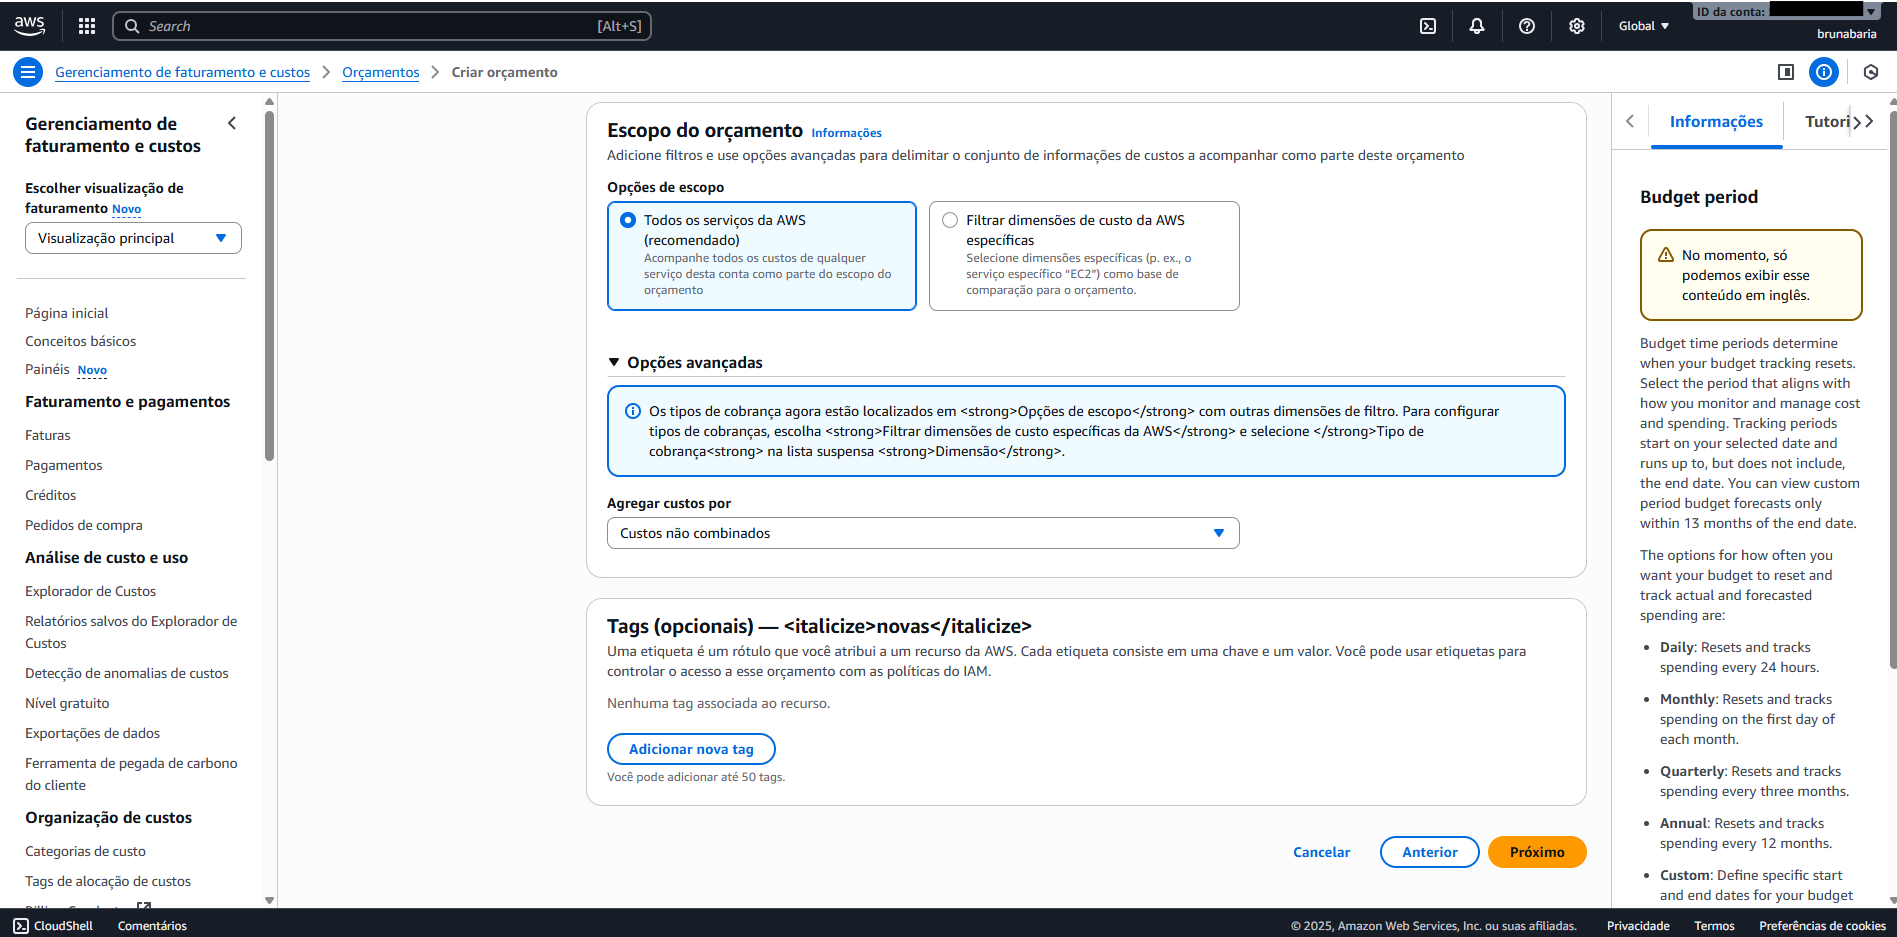 aws
Search
[Alt+S]
Global
ID da conta:
brunabaria
Gerenciamento de faturamento e custos
Orçamentos
Criar orçamento
Gerenciamento de
faturamento e custos
Escolher visualização de
faturamento Novo
Visualização principal
Página inicial
Conceitos básicos
Painéis Novo
Faturamento e pagamentos
Faturas
Pagamentos
Créditos
Pedidos de compra
Análise de custo e uso
Explorador de Custos
Relatórios salvos do Explorador de
Custos
Detecção de anomalias de custos
Nível gratuito
Exportações de dados
Ferramenta de pegada de carbono
do cliente
Organização de custos
Categorias de custo
Tags de alocação de custos
Escopo do orçamento Informações
Adicione filtros e use opções avançadas para delimitar o conjunto de informações de custos a acompanhar como parte deste orçamento
Opções de escopo
Todos os serviços da AWS
(recomendado)
Acompanhe todos os custos de qualquer
serviço desta conta como parte do escopo do
orçamento
Filtrar dimensões de custo da AWS
específicas
Selecione dimensões específicas (p. ex., o
serviço específico “EC2”) como base de
comparação para o orçamento.
Opções avançadas
Os tipos de cobrança agora estão localizados em <strong>Opções de escopo</strong> com outras dimensões de filtro. Para configurar
tipos de cobranças, escolha <strong>Filtrar dimensões de custo específicas da AWS</strong> e selecione </strong>Tipo de
cobrança<strong> na lista suspensa <strong>Dimensão</strong>.
Agregar custos por
Custos não combinados
Tags (opcionais) — <italicize>novas</italicize>
Uma etiqueta é um rótulo que você atribui a um recurso da AWS. Cada etiqueta consiste em uma chave e um valor. Você pode usar etiquetas para
controlar o acesso a esse orçamento com as políticas do IAM.
Nenhuma tag associada ao recurso.
Adicionar nova tag
Você pode adicionar até 50 tags.
Cancelar
Anterior
Próximo
Informações
Tutori
Budget period
No momento, só
podemos exibir esse
conteúdo em inglês.
Budget time periods determine
when your budget tracking resets.
Select the period that aligns with
how you monitor and manage cost
and spending. Tracking periods
start on your selected date and
runs up to, but does not include,
the end date. You can view custom
period budget forecasts only
within 13 months of the end date.
The options for how often you
want your budget to reset and
track actual and forecasted
spending are:
Daily: Resets and tracks
spending every 24 hours.
Monthly: Resets and tracks
spending on the first day of
each month.
Quarterly: Resets and tracks
spending every three months.
Annual: Resets and tracks
spending every 12 months.
Custom: Define specific start
and end dates for your budget
CloudShell
Comentários
© 2025, Amazon Web Services, Inc. ou suas afiliadas.
Privacidade
Termos
Preferências de cookies